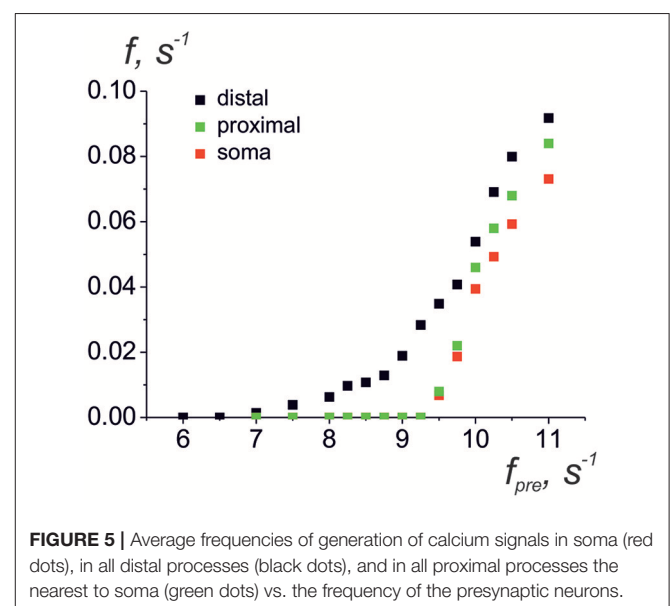 f, s⁻¹
0.10
0.08
0.06
0.04
0.02
0.00
distal
proximal
soma
6 7 8 9 10 11
f_pre, s⁻¹
FIGURE 5 | Average frequencies of generation of calcium signals in soma (red
dots), in all distal processes (black dots), and in all proximal processes the
nearest to soma (green dots) vs. the frequency of the presynaptic neurons.